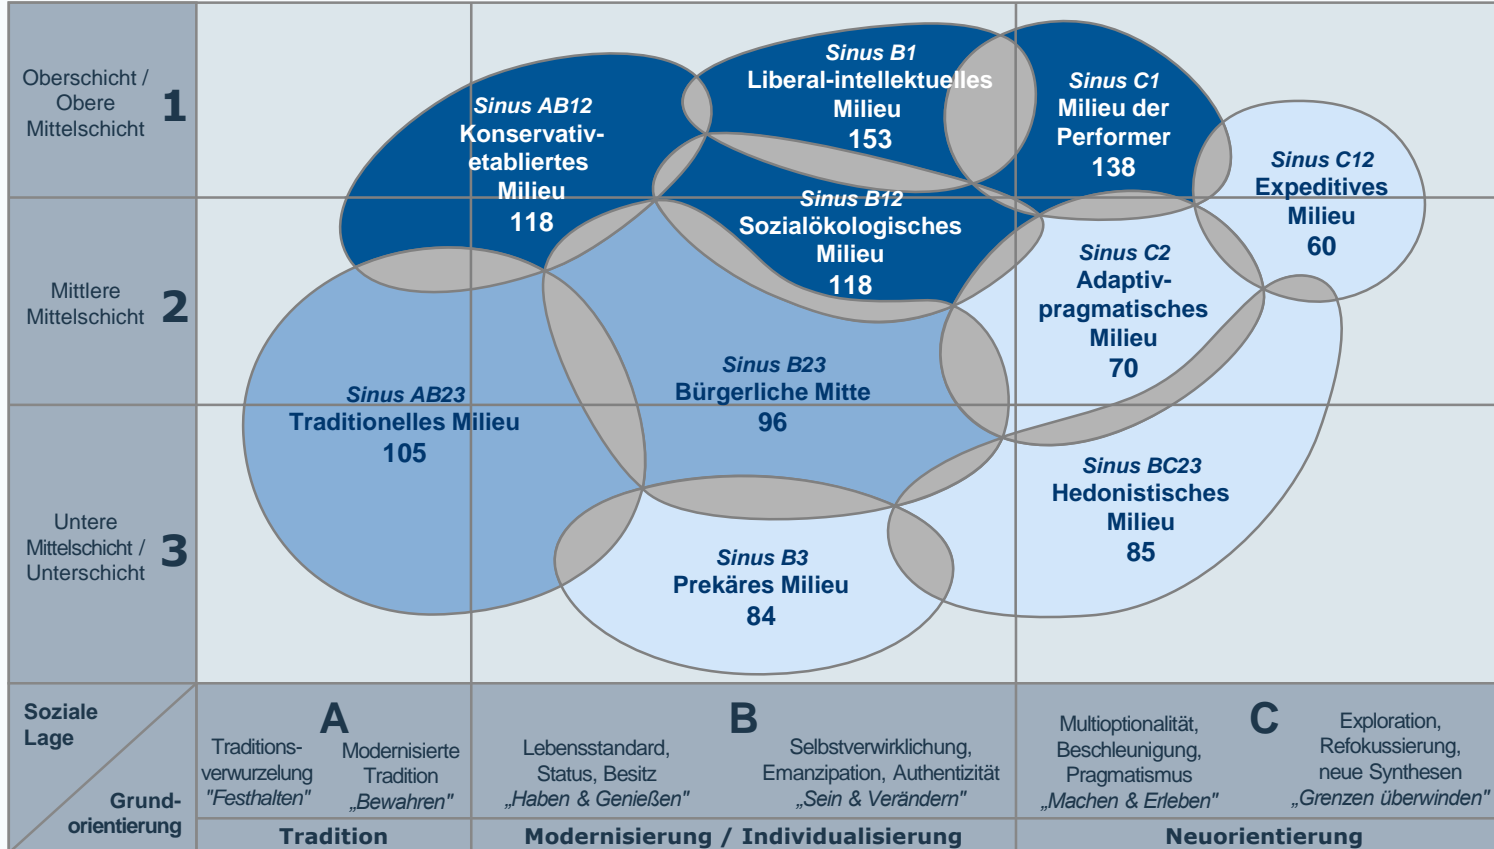 Oberschicht /
Obere
Mittelschicht
1
Mittlere
Mittelschicht
2
Untere
Mittelschicht /
Unterschicht
3
Sinus AB12
Konservativ-
etabliertes
Milieu
118
Sinus B1
Liberal-intellektuelles
Milieu
153
Sinus C1
Milieu der
Performer
138
Sinus C12
Expeditives
Milieu
60
Sinus B12
Sozialökologisches
Milieu
118
Sinus C2
Adaptiv-
pragmatisches
Milieu
70
Sinus AB23
Traditionelles Milieu
105
Sinus B23
Bürgerliche Mitte
96
Sinus BC23
Hedonistisches
Milieu
85
Sinus B3
Prekäres Milieu
84
Soziale
Lage
Grund-
orientierung
A
Traditions-
verwurzelung
"Festhalten"
Modernisierte
Tradition
„Bewahren"
B
Lebensstandard,
Status, Besitz
„Haben & Genießen"
Selbstverwirklichung,
Emanzipation, Authentizität
„Sein & Verändern"
C
Multioptionalität,
Beschleunigung,
Pragmatismus
„Machen & Erleben"
Exploration,
Refokussierung,
neue Synthesen
„Grenzen überwinden"
Tradition
Modernisierung / Individualisierung
Neuorientierung